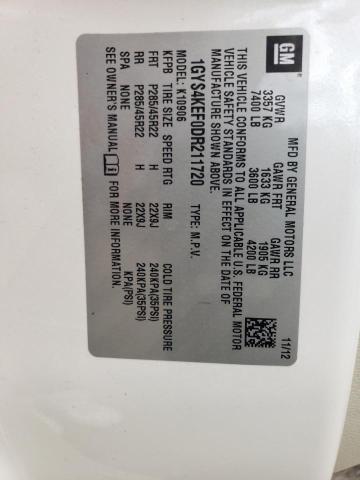 GM
MFD BY GENERAL MOTORS LLC 11/12
GVWR GAWR FRT GAWR RR
3357 KG 1633 KG 1905 KG
7400 LB 3600 LB 4200 LB
THIS VEHICLE CONFORMS TO ALL APPLICABLE U.S. FEDERAL MOTOR
VEHICLE SAFETY STANDARDS IN EFFECT ON THE DATE OF
MANUFACTURE SHOWN ABOVE.
1GYS4KEF0DR211720 TYPE: M.P.V.
MODEL: K10906
KFPB TIRE SIZE SPEED RTG RIM COLD TIRE PRESSURE
FRT P285/45R22 22X9J 240KPA(35PSI)
RR P285/45R22 22X9J 240KPA(35PSI)
SPA NONE NONE KPA(PSI)
SEE OWNER'S MANUAL FOR MORE INFORMATION.